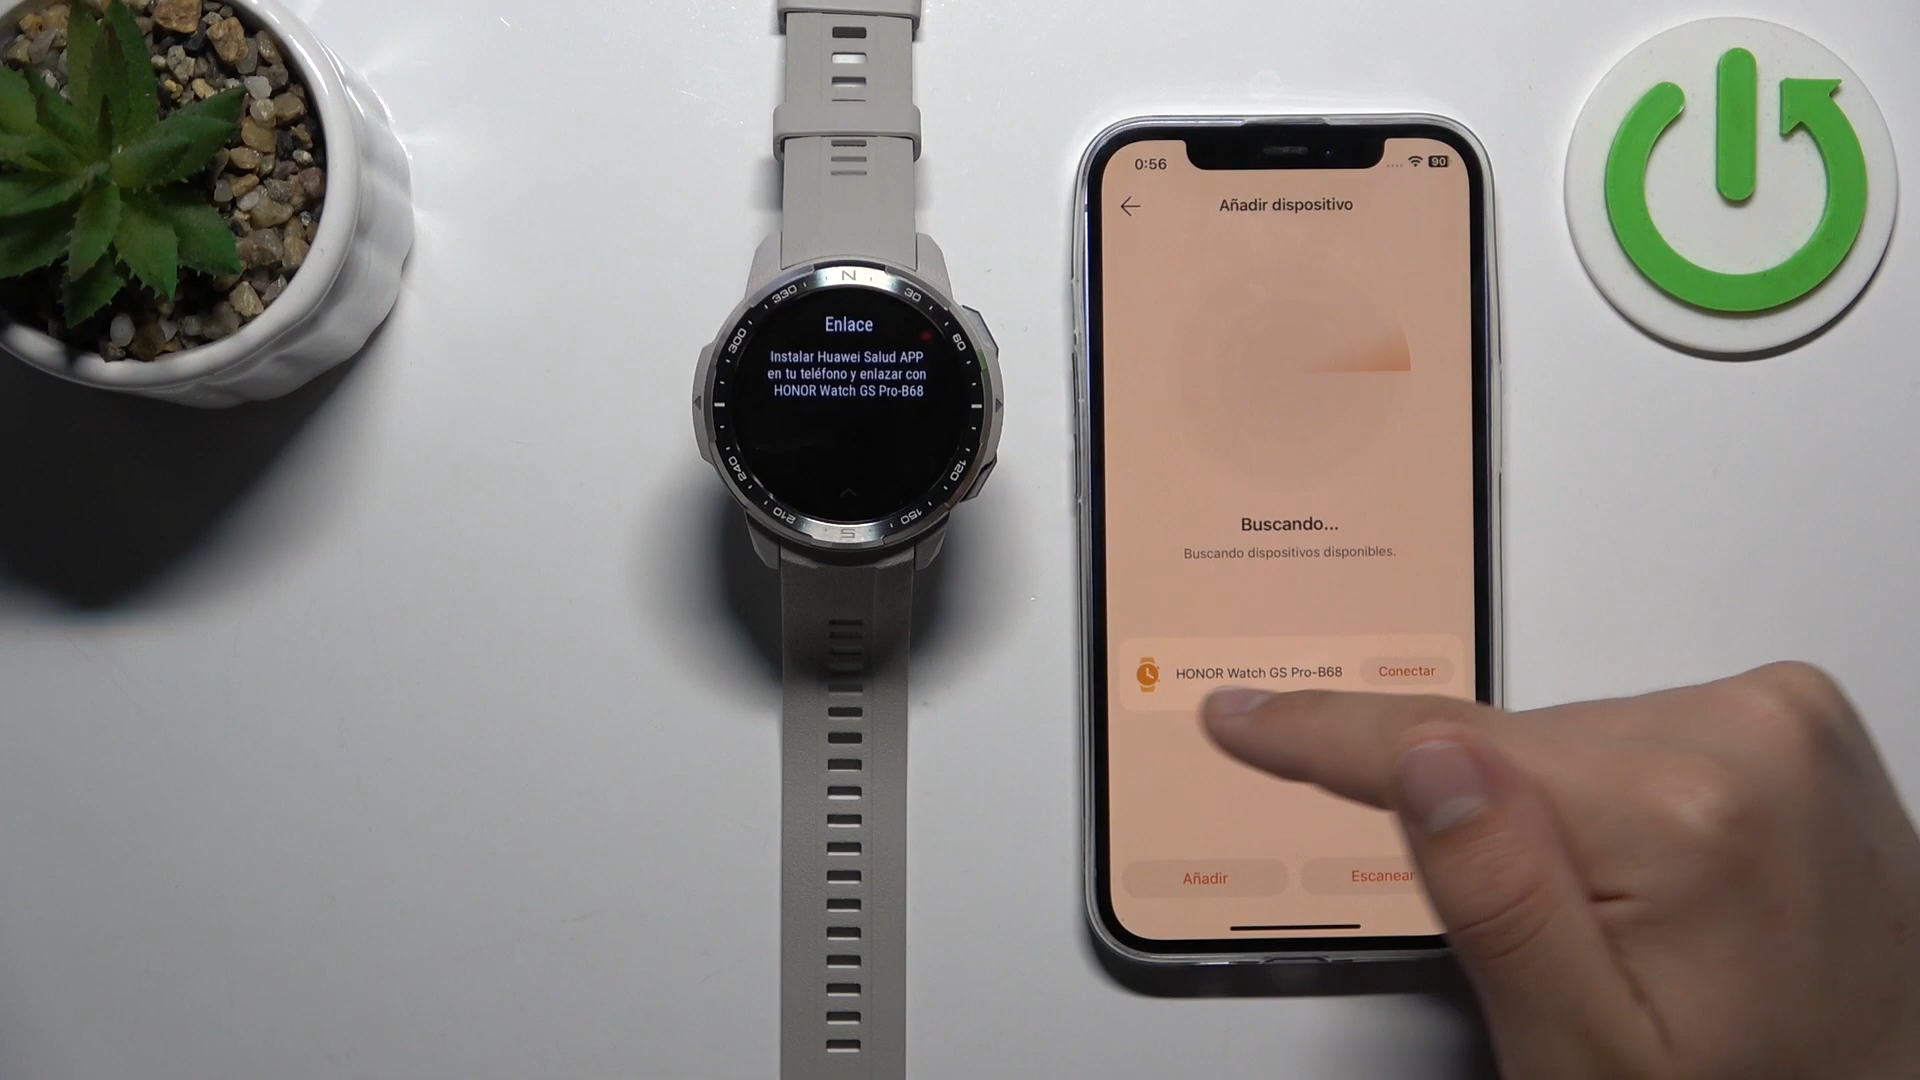 N
30
60
120
150
S
210
240
300
330
Enlace
Instalar Huawei Salud APP
en tu teléfono y enlazar con
HONOR Watch GS Pro-B68
0:56
90
Añadir dispositivo
Buscando...
Buscando dispositivos disponibles.
HONOR Watch GS Pro-B68
Conectar
Añadir
Escanear